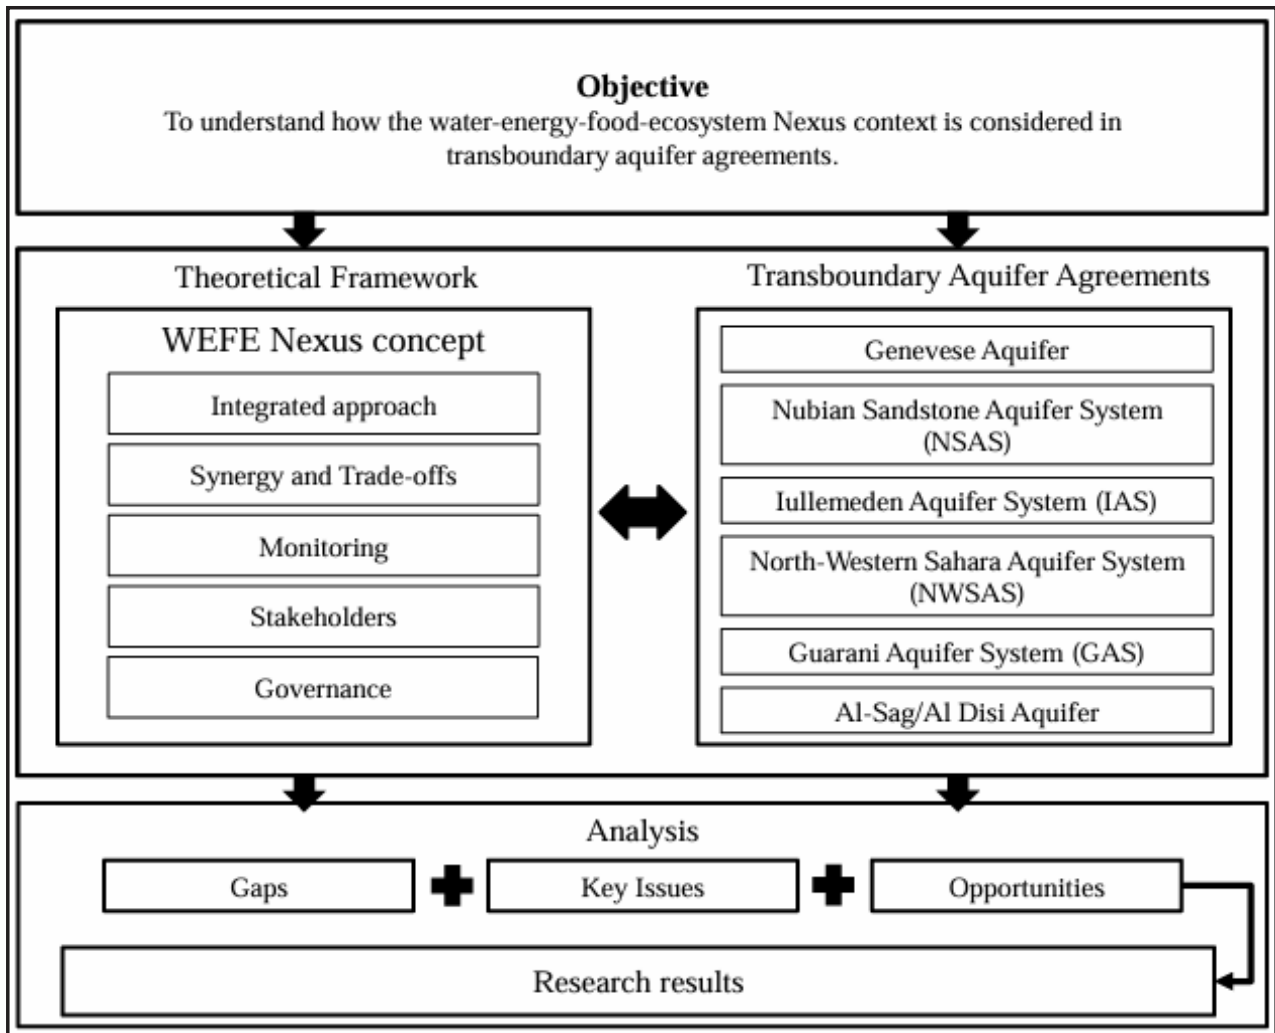 Objective
To understand how the water-energy-food-ecosystem Nexus context is considered in
transboundary aquifer agreements.
Theoretical Framework
WEFE Nexus concept
Integrated approach
Synergy and Trade-offs
Monitoring
Stakeholders
Governance
Transboundary Aquifer Agreements
Genevese Aquifer
Nubian Sandstone Aquifer System
(NSAS)
Iullemeden Aquifer System (IAS)
North-Western Sahara Aquifer System
(NWSAS)
Guarani Aquifer System (GAS)
Al-Sag/Al Disi Aquifer
Analysis
Gaps
Key Issues
Opportunities
Research results